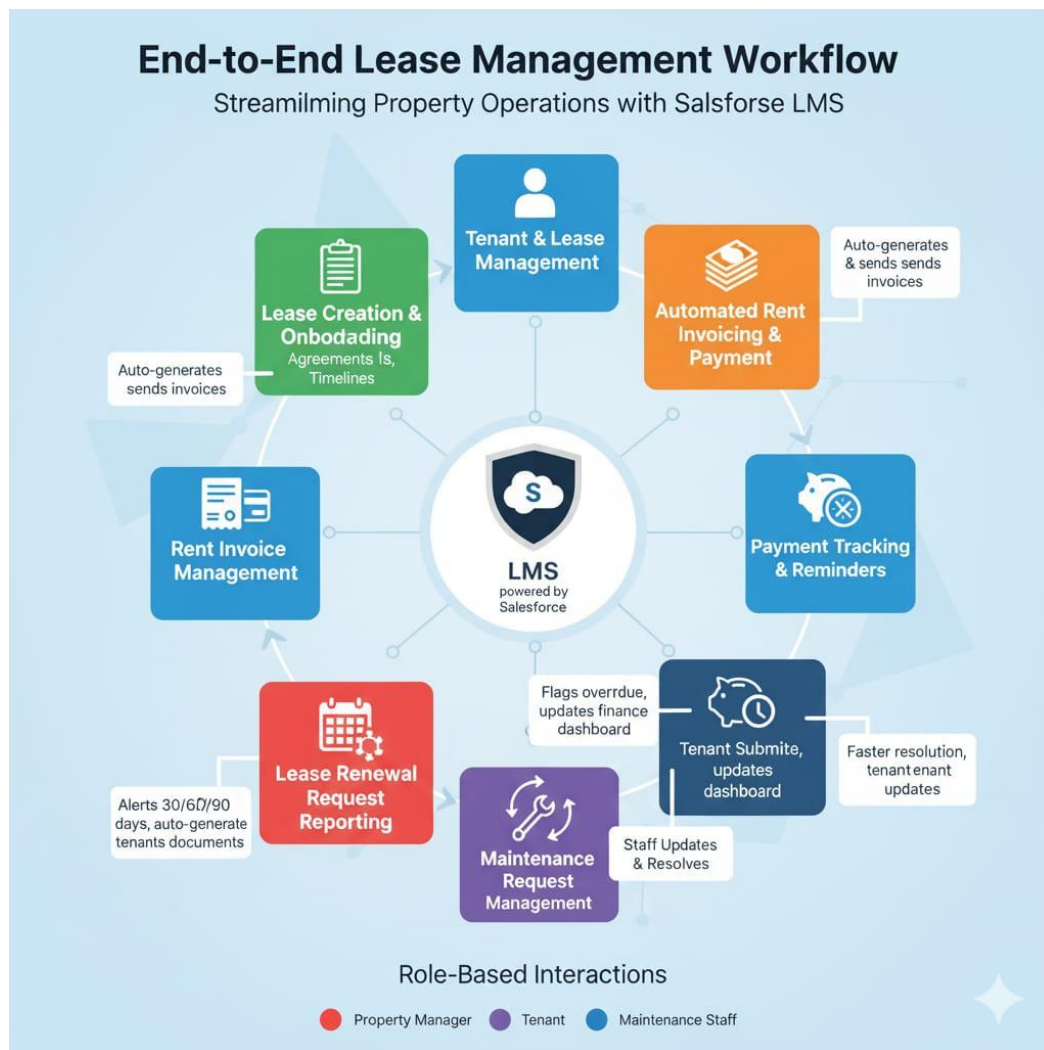 End-to-End Lease Management Workflow
Streamilming Property Operations with Salsforse LMS
Tenant & Lease
Management
Lease Creation &
Onbodading
Agreements 1s,
Timelines
Auto-generates
sends invoices
Automated Rent
Invoicing &
Payment
Auto-generates
& sends sends
invoices
Rent Invoice
Management
S
LMS
powered by
Salesforce
Payment Tracking
& Reminders
Flags overrdue,
updates finance
dashboard
Tenant Submite,
updates
dashboard
Faster resolution,
tenantenant
updates
Lease Renewal
Request
Reporting
Alerts 30/60/90
days, auto-generate
tenants documents
Maintenance
Request
Management
Staff Updates
& Resolves
Role-Based Interactions
Property Manager
Tenant
Maintenance Staff